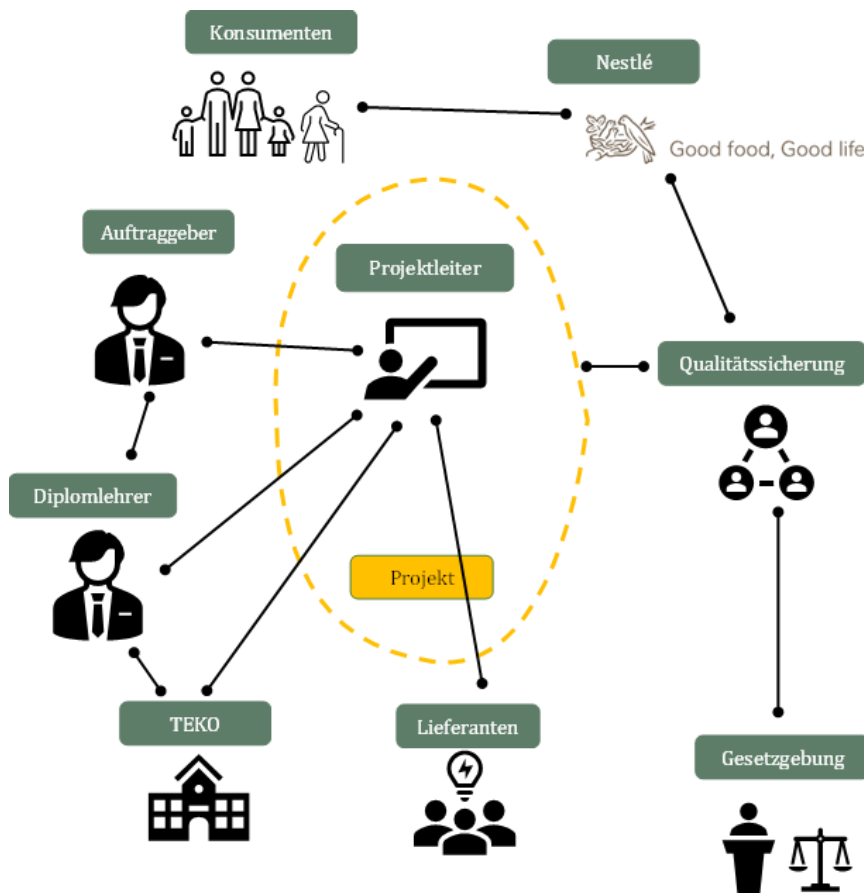 Konsumenten
Nestlé
Good food, Good life
Auftraggeber
Projektleiter
Qualitätssicherung
Diplomlehrer
Projekt
TEKO
Lieferanten
Gesetzgebung